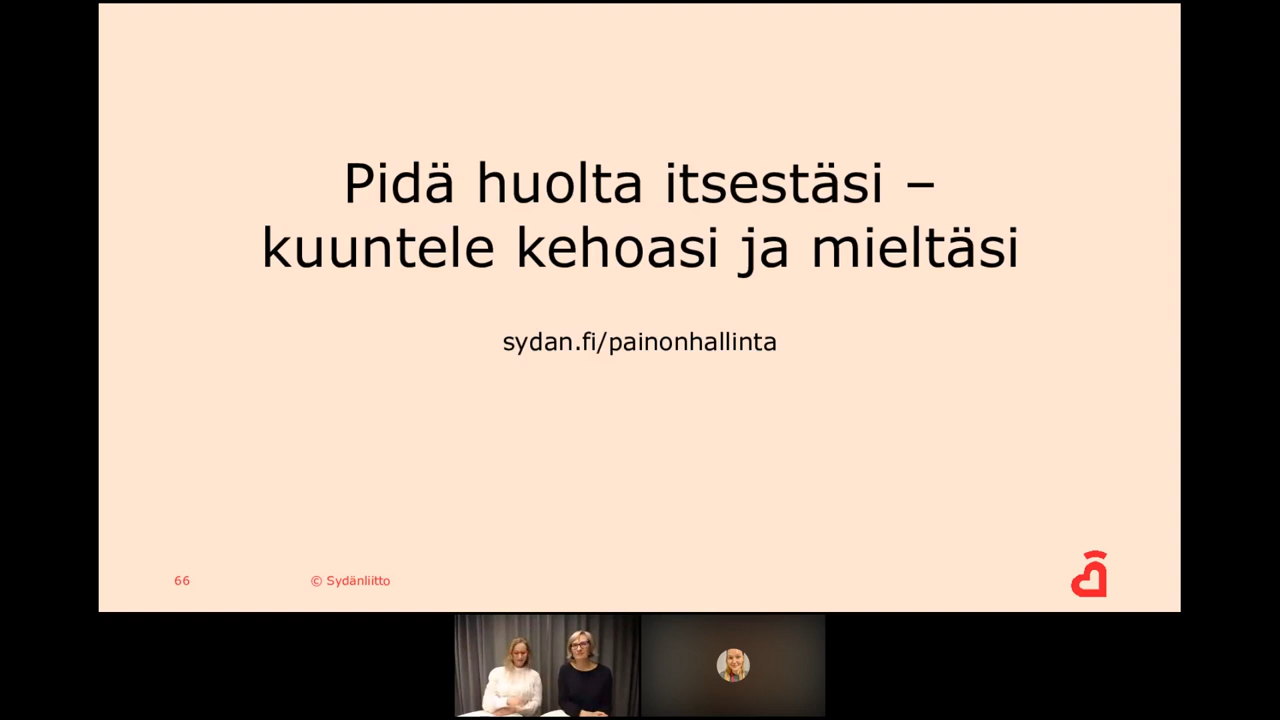 Pidä huolta itsestäsi –
kuuntele kehoasi ja mieltäsi
sydan.fi/painonhallinta
66
© Sydänliitto